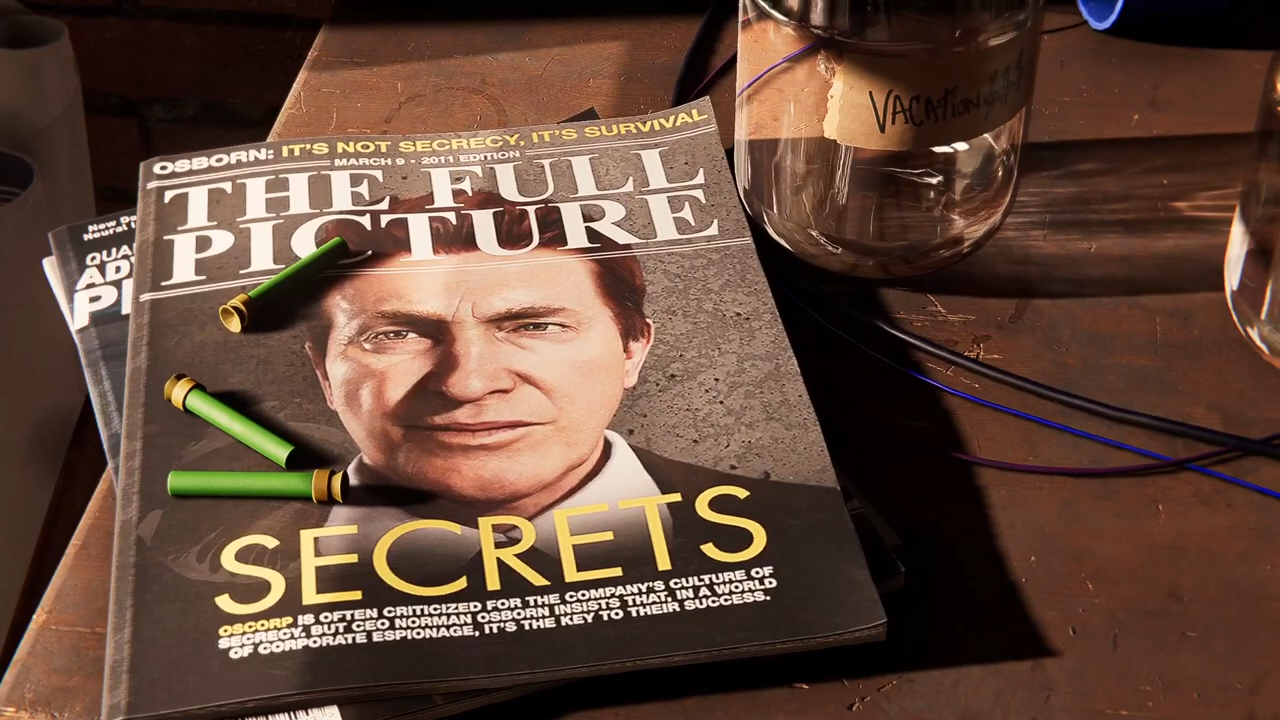 OSBORN: IT'S NOT SECRECY, IT'S SURVIVAL
MARCH 9 - 2011 EDITION
THE FULL
PICTURE
SECRETS
OSCORP IS OFTEN CRITICIZED FOR THE COMPANY'S CULTURE OF
SECRECY. BUT CEO NORMAN OSBORN INSISTS THAT, IN A WORLD
OF CORPORATE ESPIONAGE, IT'S THE KEY TO THEIR SUCCESS.
New
Neural
VACATION